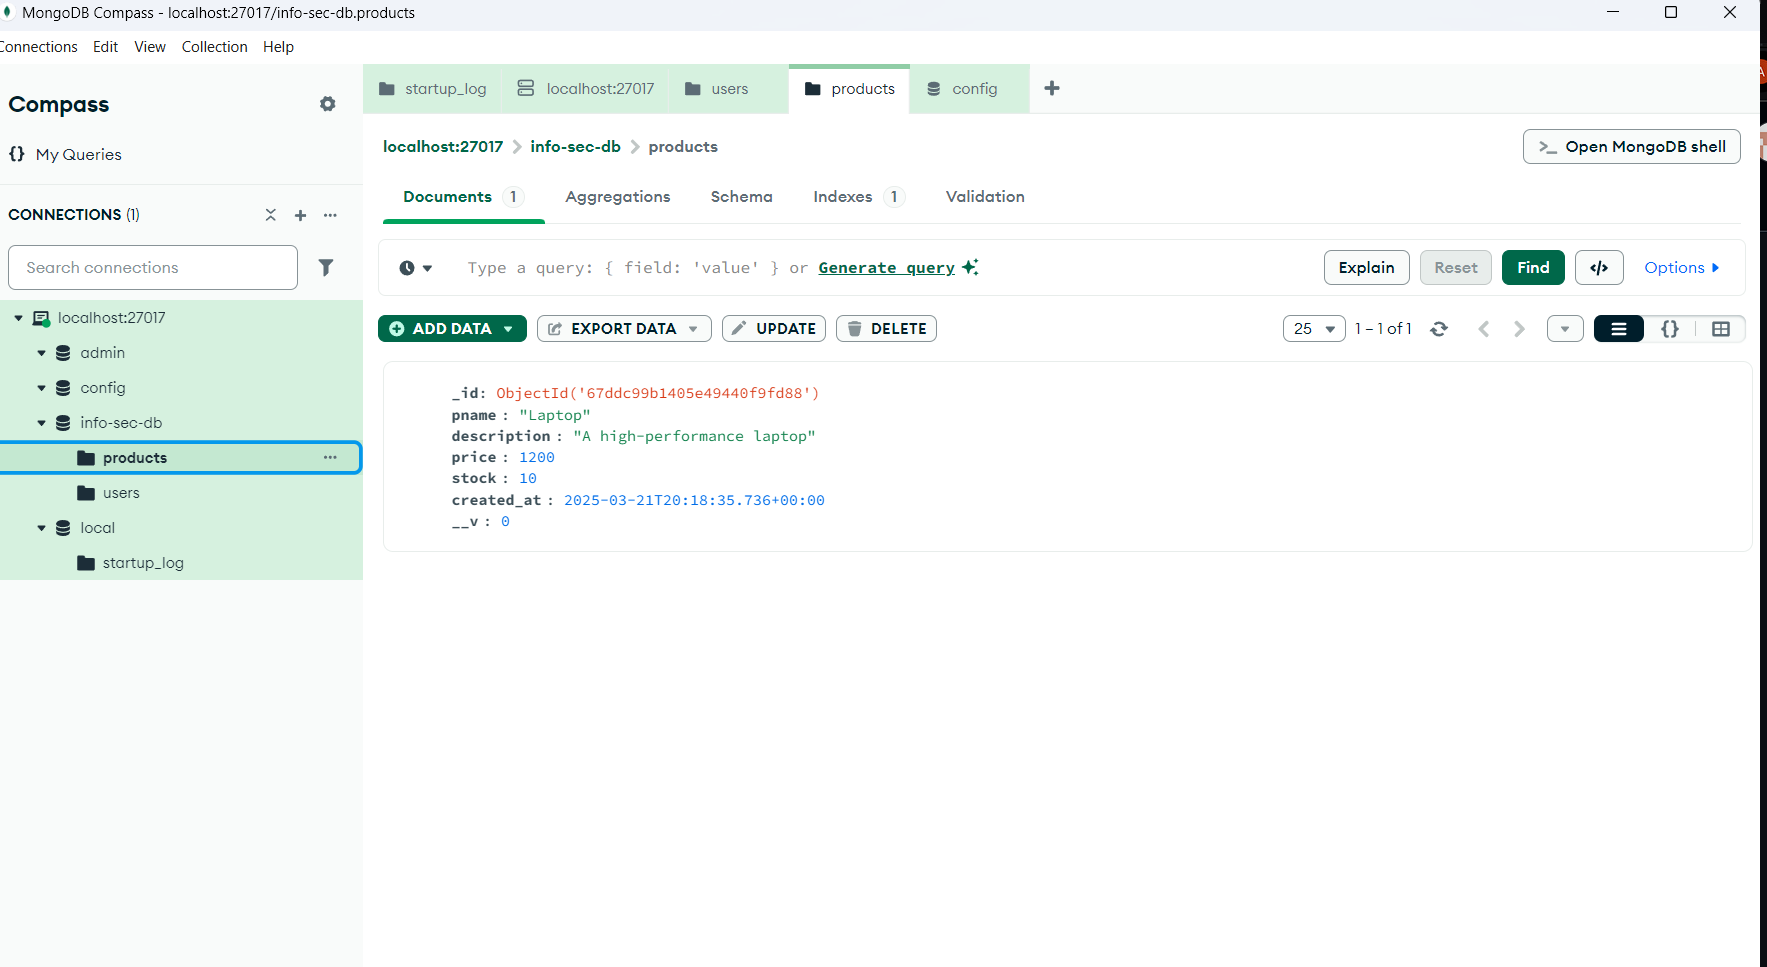 MongoDB Compass - localhost:27017/info-sec-db.products
Connections Edit View Collection Help
Compass
{} My Queries
CONNECTIONS (1)
Search connections
localhost:27017
admin
config
info-sec-db
products
users
local
startup_log
startup_log localhost:27017 users products config
localhost:27017 > info-sec-db > products
>_ Open MongoDB shell
Documents 1 Aggregations Schema Indexes 1 Validation
Type a query: { field: 'value' } or Generate query
Explain Reset Find </> Options
ADD DATA EXPORT DATA UPDATE DELETE
25 1 – 1 of 1 {}
_id: ObjectId('67ddc99b1405e49440f9fd88')
pname : "Laptop"
description : "A high-performance laptop"
price : 1200
stock : 10
created_at : 2025-03-21T20:18:35.736+00:00
__v : 0